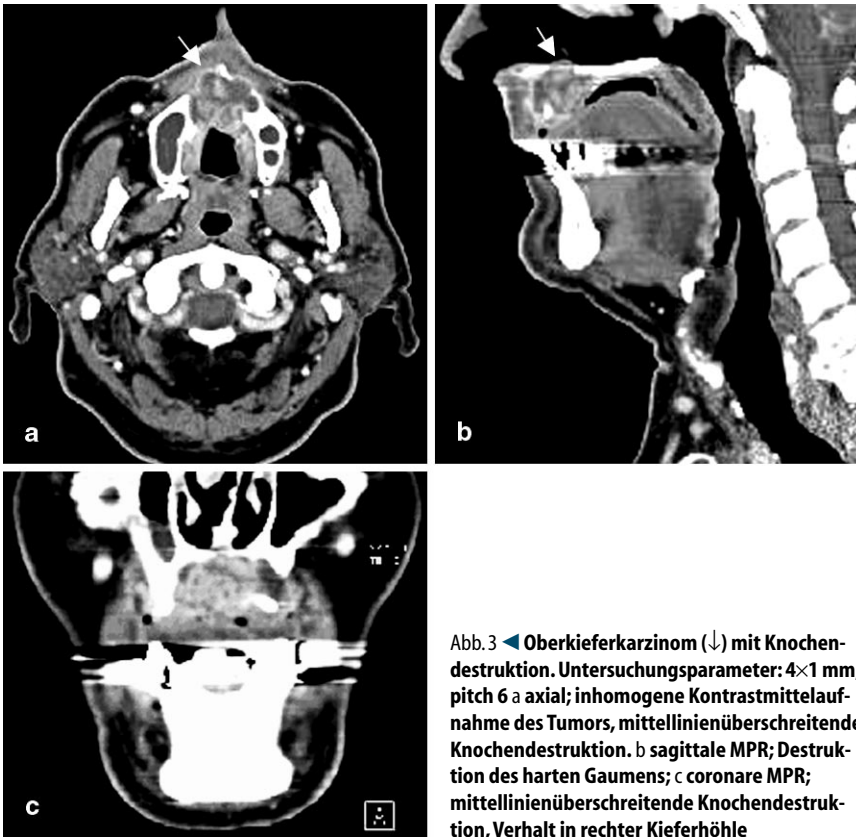 a
b
c
Abb. 3 ◄ Oberkieferkarzinom (↓) mit Knochen-
destruktion. Untersuchungsparameter: 4×1 mm,
pitch 6 a axial; inhomogene Kontrastmittelauf-
nahme des Tumors, mittellinienüberschreitende
Knochendestruktion. b sagittale MPR; Destruk-
tion des harten Gaumens; c coronare MPR;
mittellinienüberschreitende Knochendestruk-
tion, Verhalt in rechter Kieferhöhle